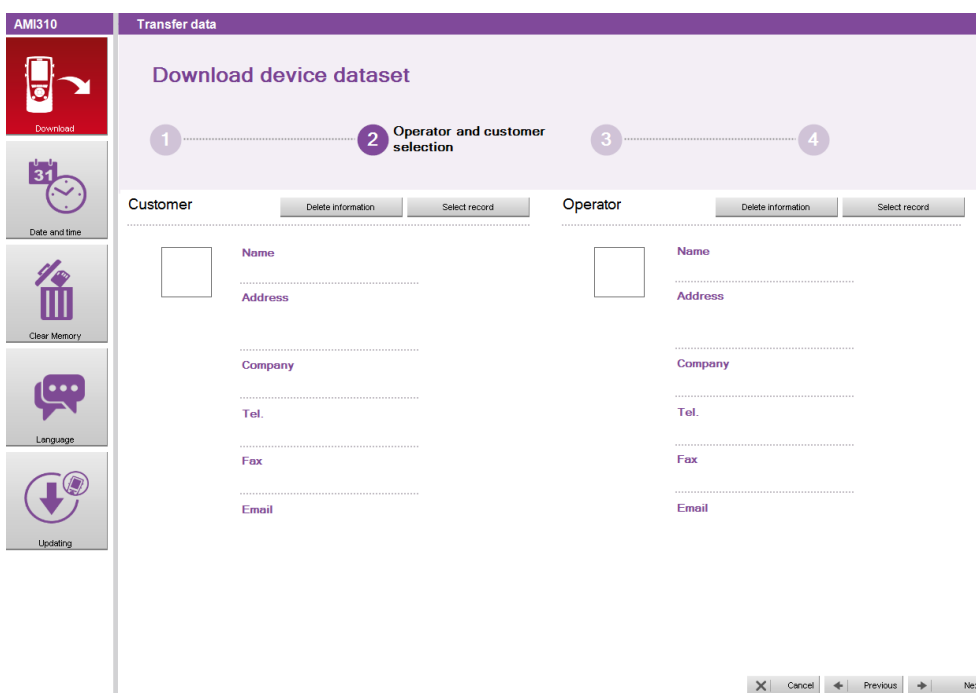 AMI310
Transfer data
Download
Download device dataset
1
2
Operator and customer
selection
3
4
31
Date and time
Clear Memory
Language
Updating
Customer
Delete information
Select record
Name
Address
Company
Tel.
Fax
Email
Operator
Delete information
Select record
Name
Address
Company
Tel.
Fax
Email
Cancel
Previous